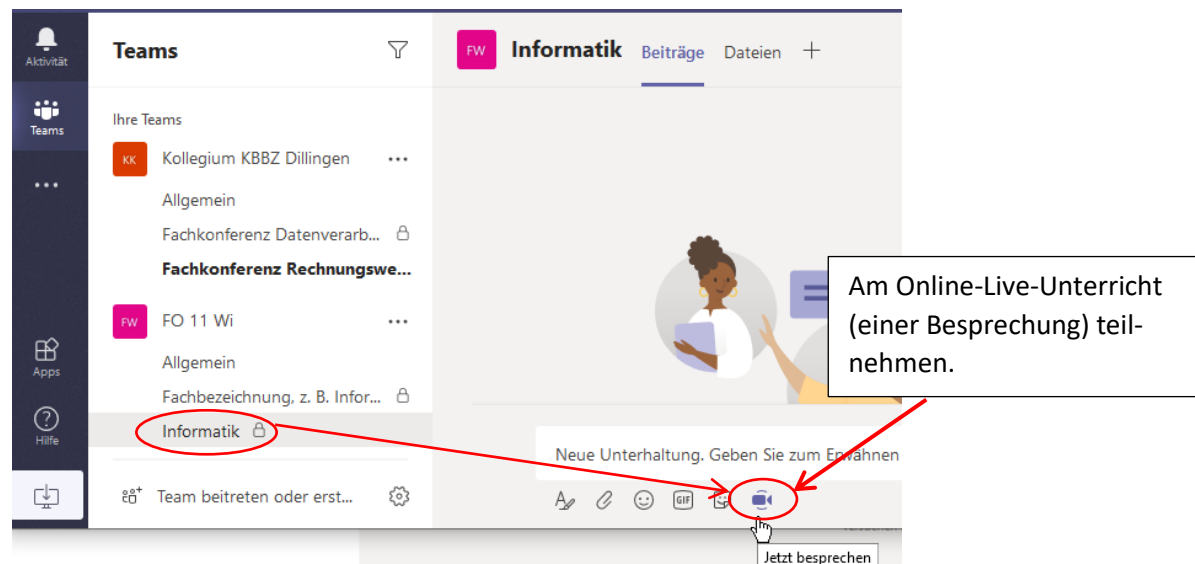 Aktivität
Teams
Apps
Hilfe
Teams
Ihre Teams
KK Kollegium KBBZ Dillingen
Allgemein
Fachkonferenz Datenverarb...
Fachkonferenz Rechnungswe...
FW FO 11 Wi
Allgemein
Fachbezeichnung, z. B. Infor...
Informatik
Team beitreten oder erst...
FW Informatik Beiträge Dateien
Am Online-Live-Unterricht
(einer Besprechung) teil-
nehmen.
Neue Unterhaltung. Geben Sie zum Erwähnen
GIF
Jetzt besprechen